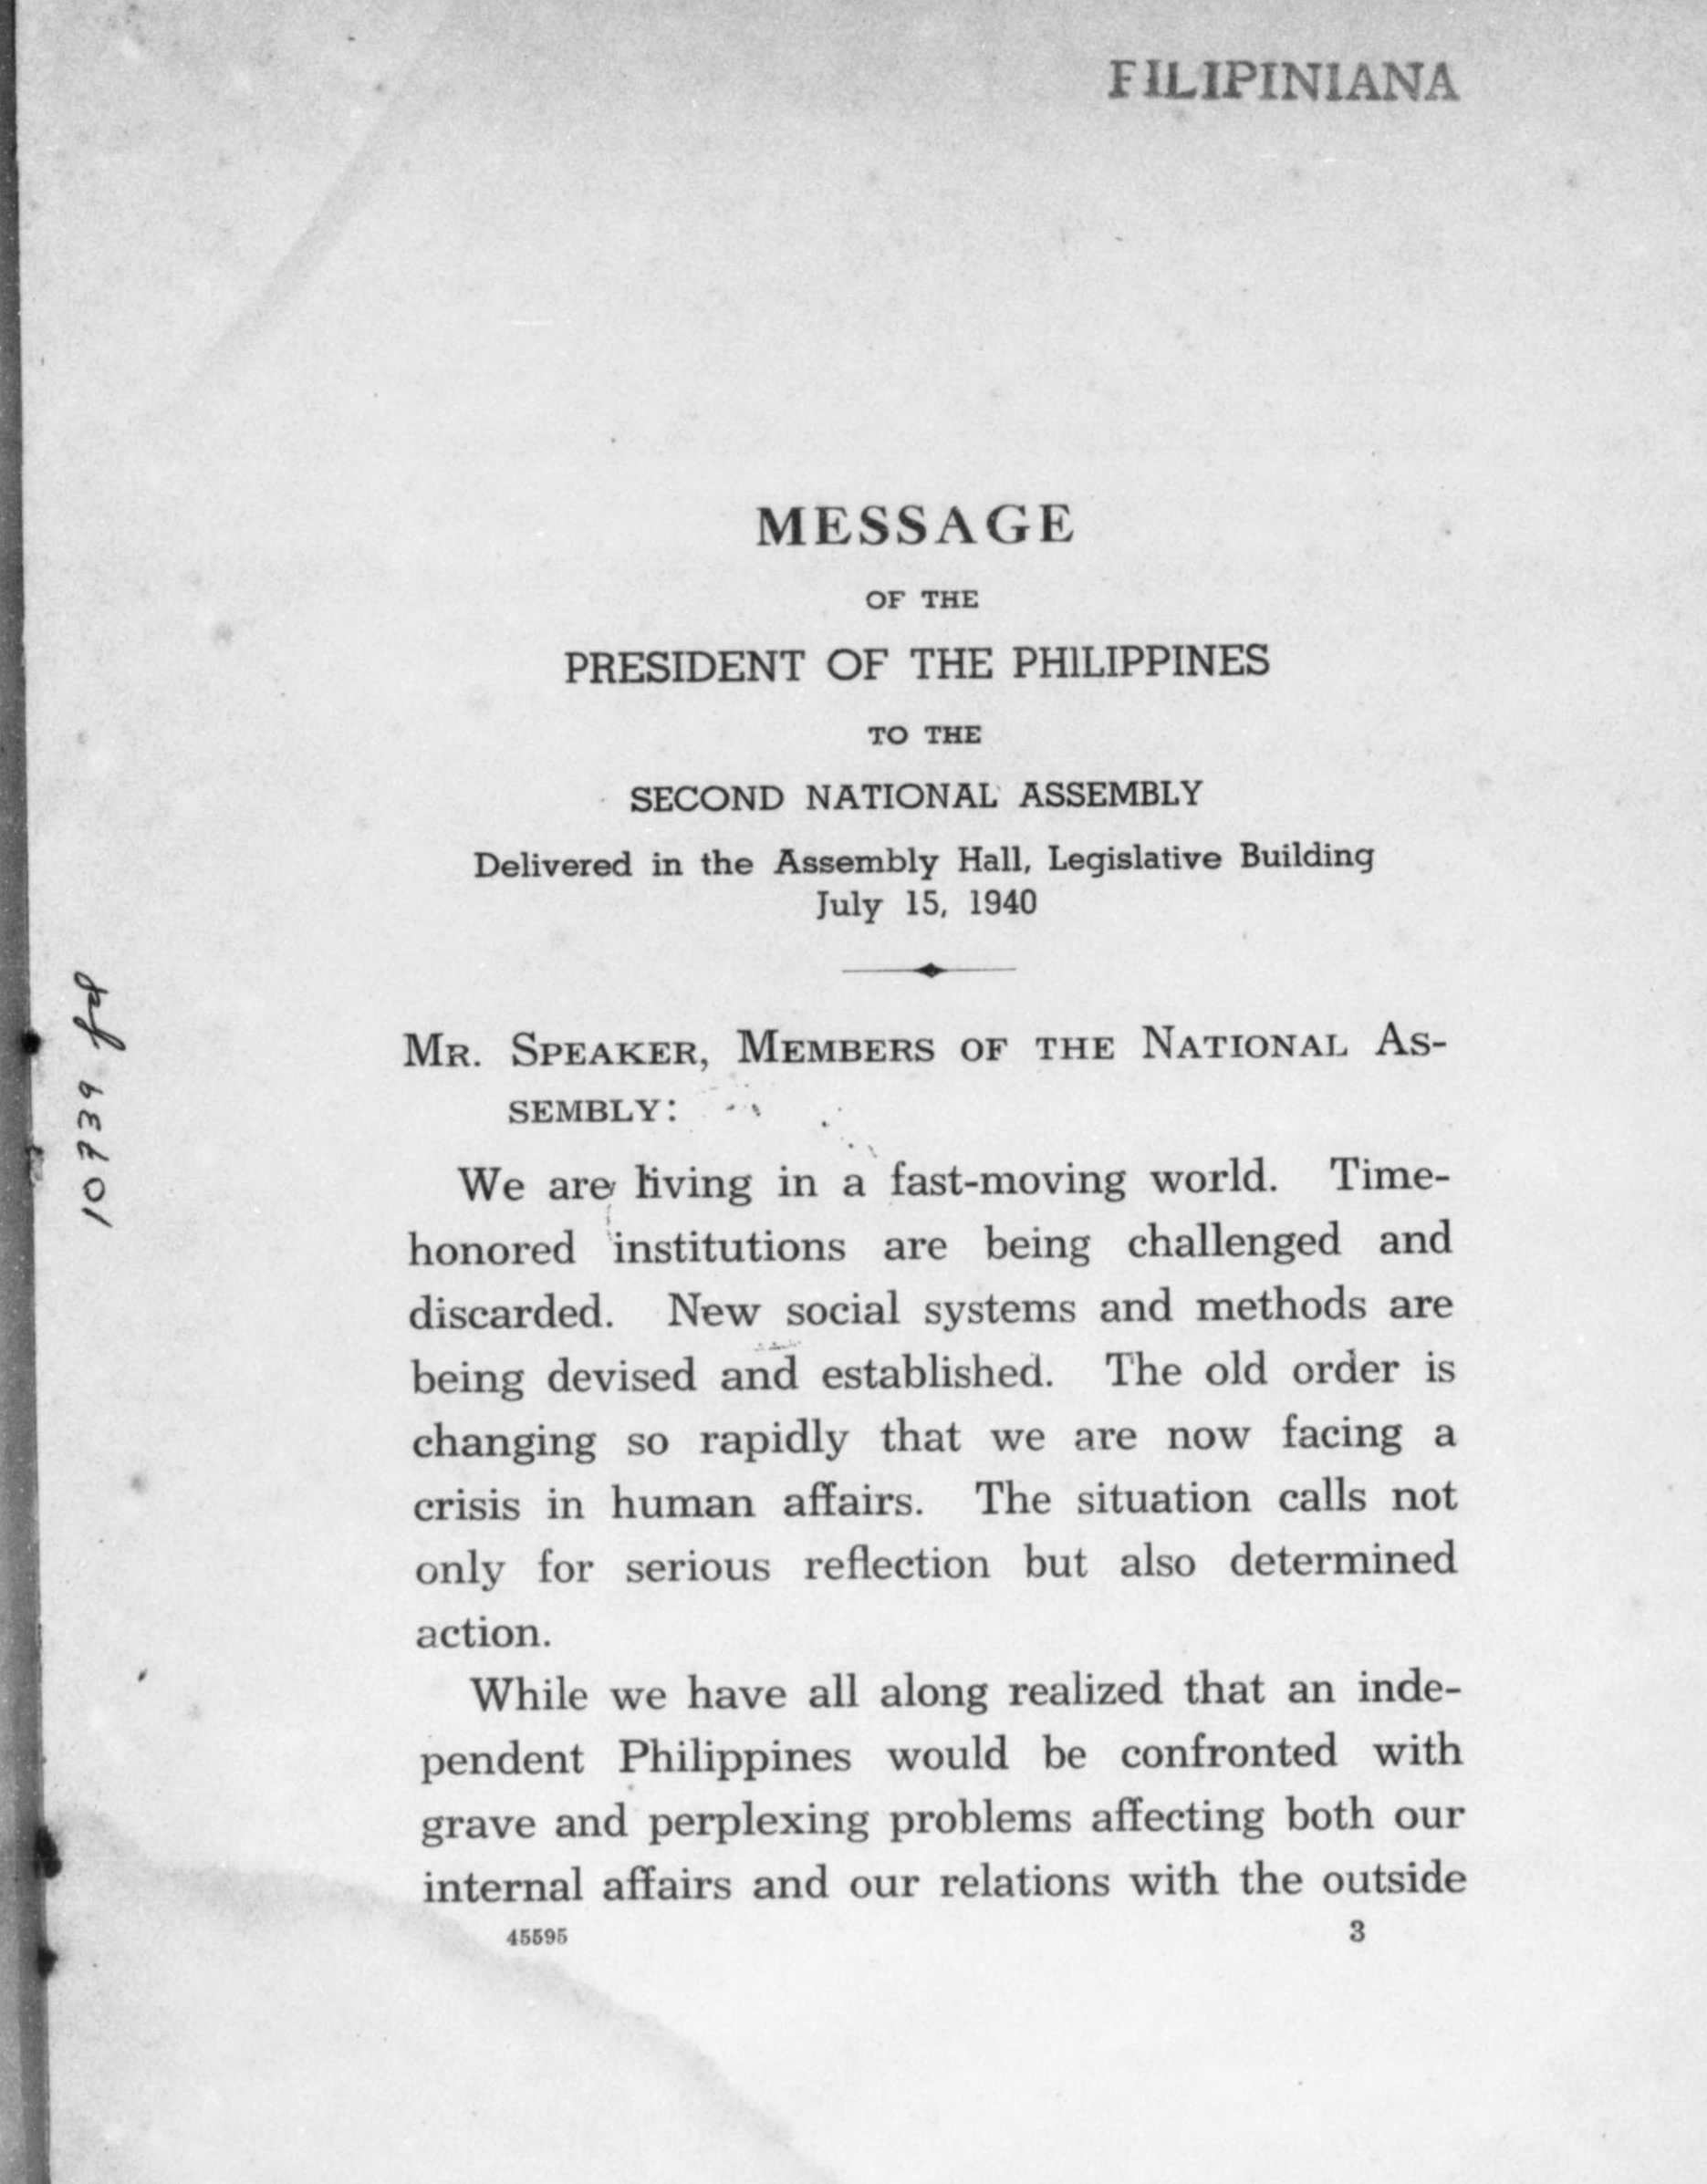 FILIPINIANA
MESSAGE
OF THE
PRESIDENT OF THE PHILIPPINES
TO THE
SECOND NATIONAL ASSEMBLY
Delivered in the Assembly Hall, Legislative Building
July 15, 1940
MR. SPEAKER, MEMBERS OF THE NATIONAL AS-
SEMBLY:
We are living in a fast-moving world. Time-
honored institutions are being challenged and
discarded. New social systems and methods are
being devised and established. The old order is
changing so rapidly that we are now facing a
crisis in human affairs. The situation calls not
only for serious reflection but also determined
action.
While we have all along realized that an inde-
pendent Philippines would be confronted with
grave and perplexing problems affecting both our
internal affairs and our relations with the outside
45595 3
10739